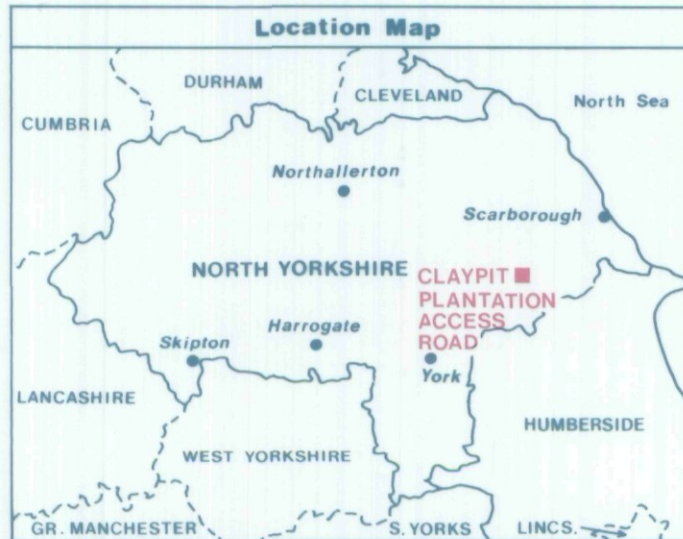 Location Map
DURHAM
CLEVELAND
North Sea
CUMBRIA
Northallerton
Scarborough
NORTH YORKSHIRE
CLAYPIT
PLANTATION
ACCESS
ROAD
Harrogate
Skipton
York
LANCASHIRE
HUMBERSIDE
WEST YORKSHIRE
GR. MANCHESTER
S. YORKS
LINCS.